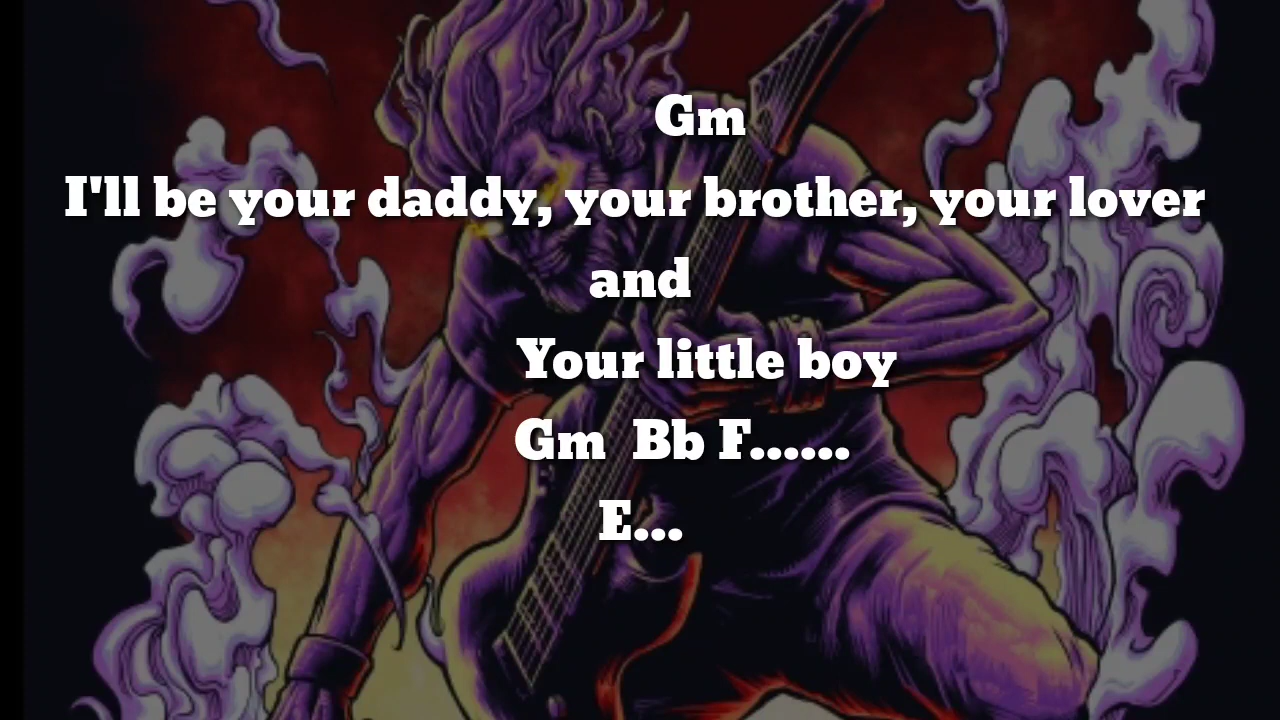 Gm
I'll be your daddy, your brother, your lover
and
Your little boy
Gm Bb F......
E...